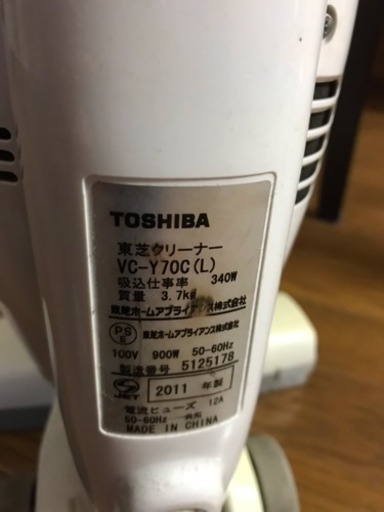 TOSHIBA
東芝クリーナー
VC-Y70C(L)
吸込仕事率 340W
質量 3.7kg
東芝ホームアプライアンス株式会社
PS
E
東芝ホームアプライアンス株式会社
100V 900W 50-60Hz
製造番号 5125178
JET 2011 年製
電流ヒューズ 12A
50-60Hz
MADE IN CHINA